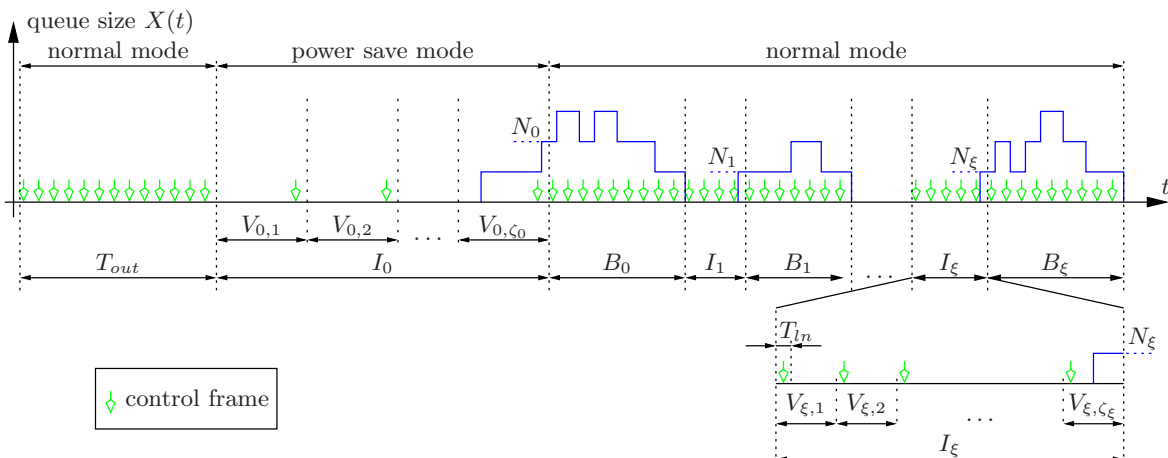 queue size X(t)
normal mode power save mode normal mode
N_0 N_1 N_ξ
t
V_{0,1} V_{0,2} ... V_{0,ζ_0}
T_{out} I_0 B_0 I_1 B_1 ... I_ξ B_ξ
T_{ln} N_ξ
control frame
V_{ξ,1} V_{ξ,2} ... V_{ξ,ζ_ξ}
I_ξ